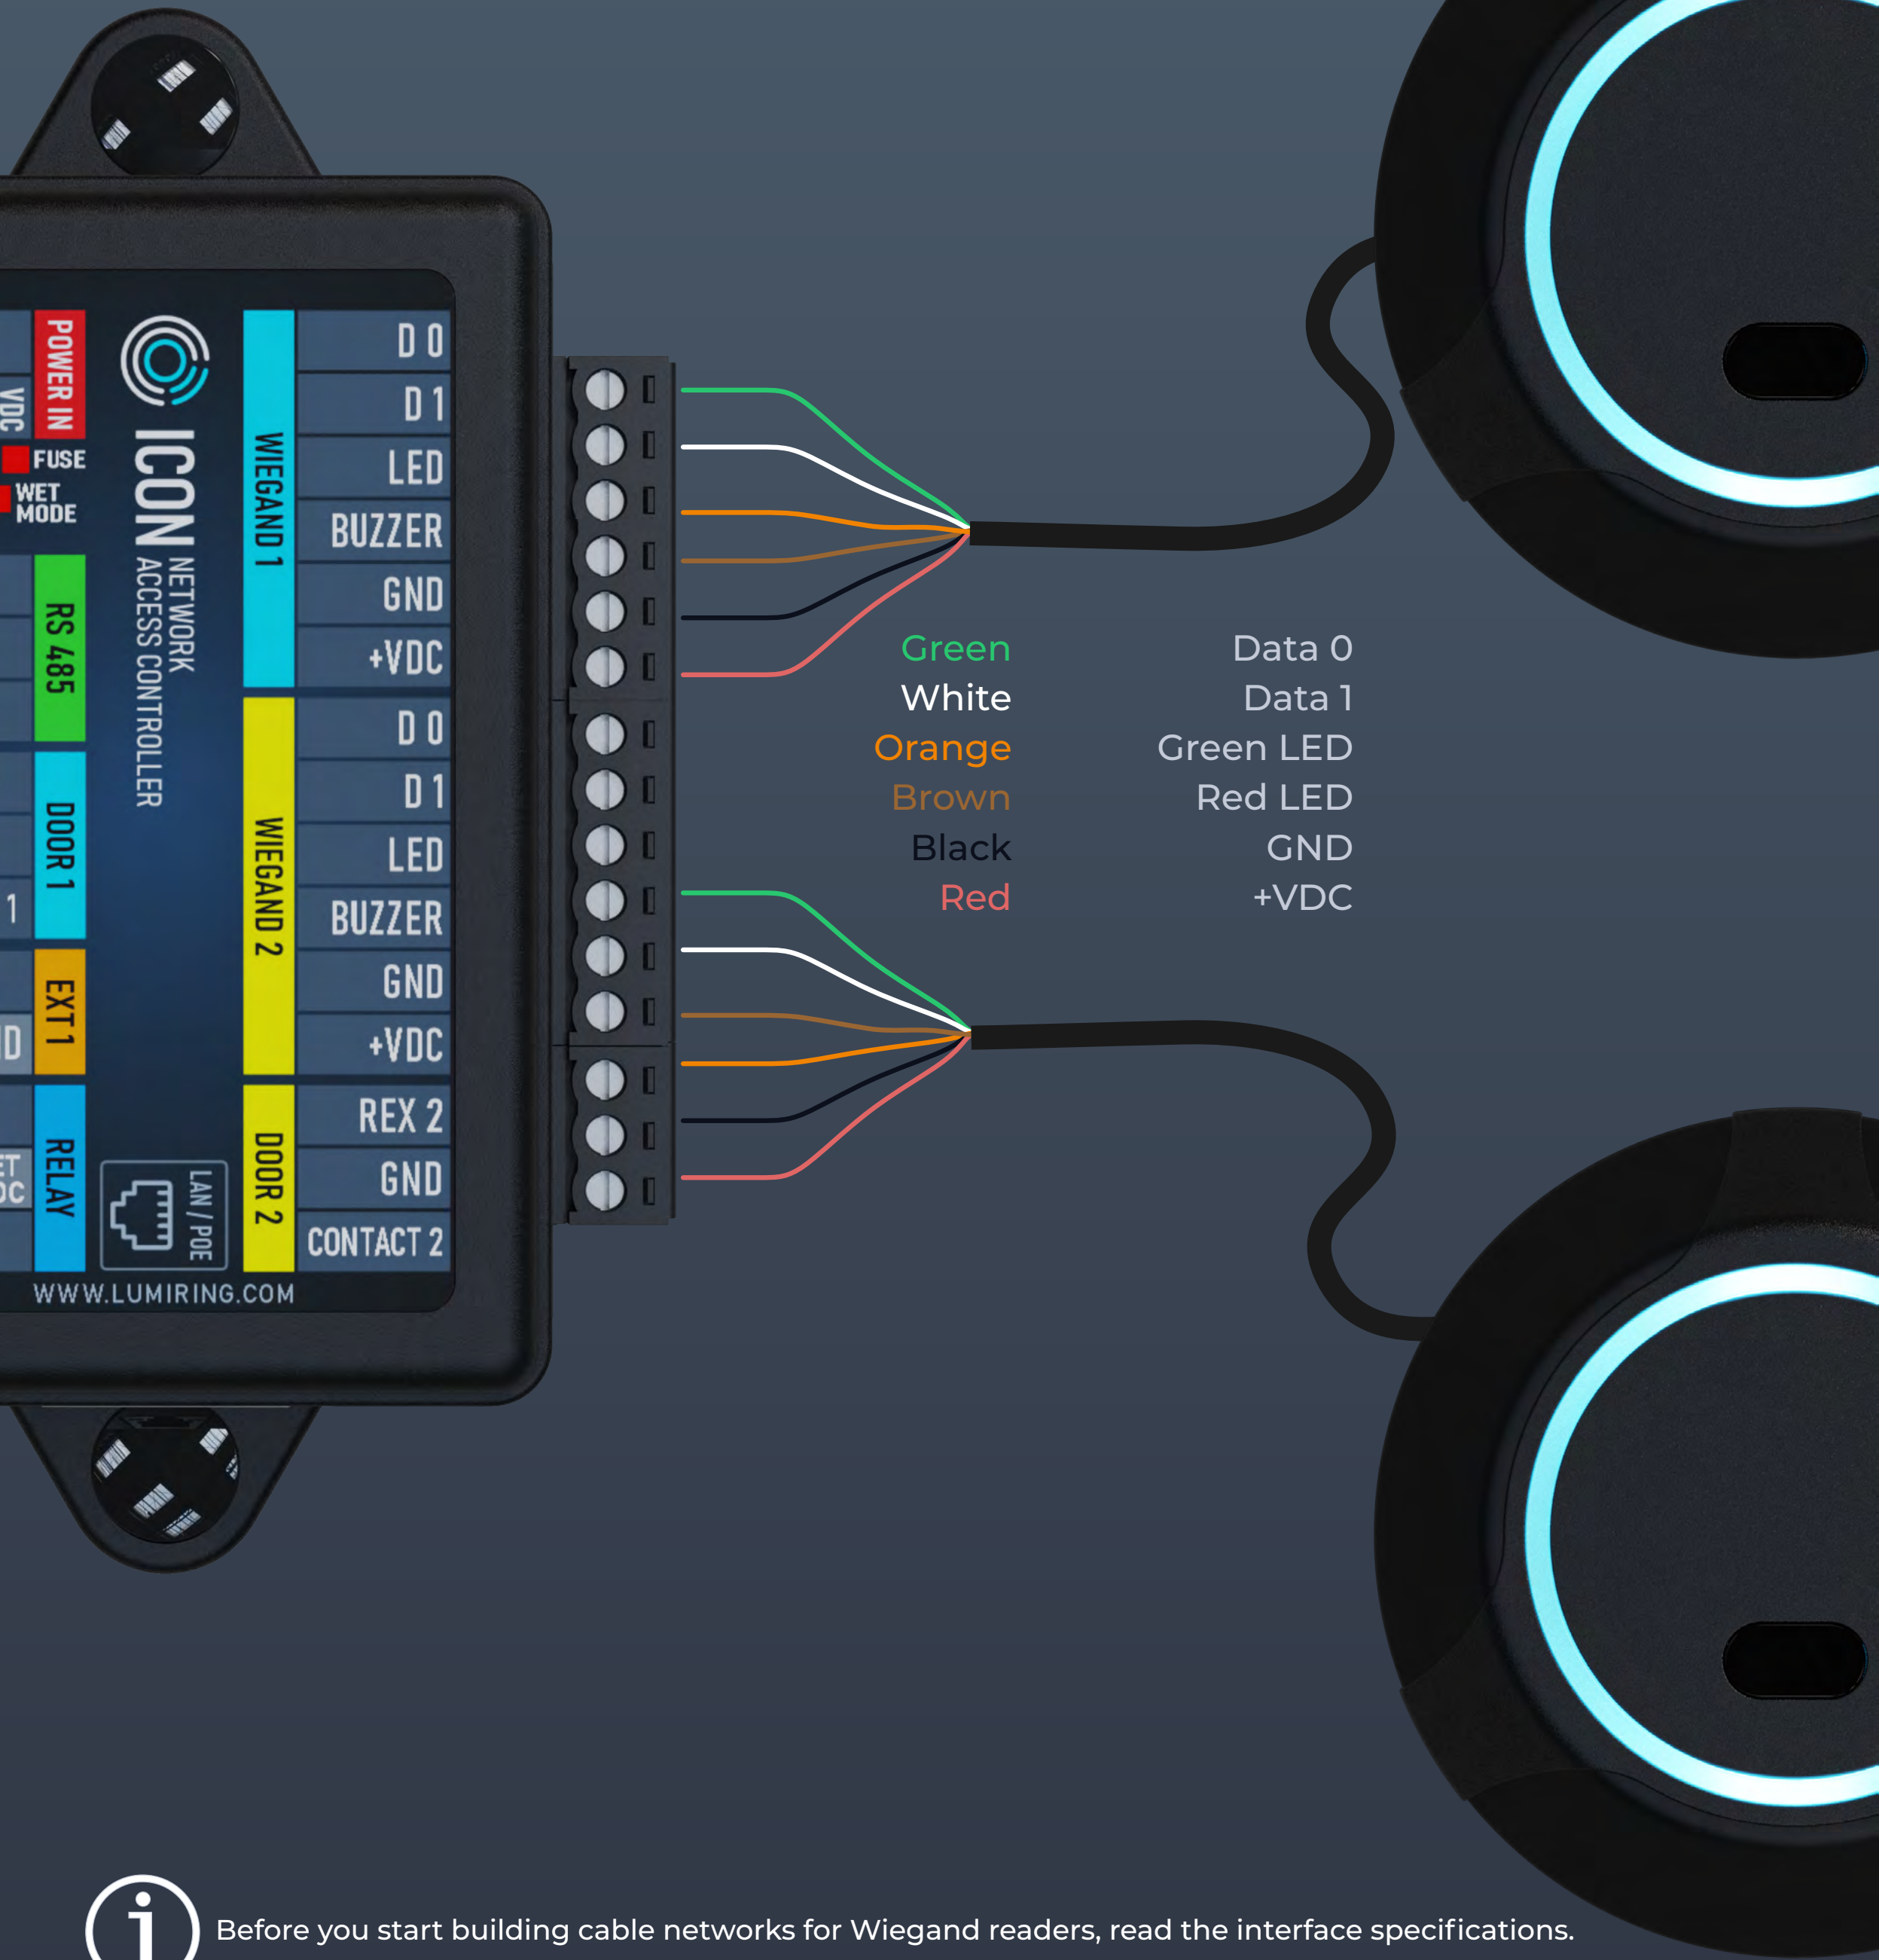 POWER IN
VDC
FUSE
WET
MODE
RS 485
DOOR 1
1
EXT 1
RELAY
DC
ICON
NETWORK
ACCESS CONTROLLER
LAN / POE
WIEGAND 1
D 0
D 1
LED
BUZZER
GND
+VDC
WIEGAND 2
D 0
D 1
LED
BUZZER
GND
+VDC
DOOR 2
REX 2
GND
CONTACT 2
WWW.LUMIRING.COM
Green Data 0
White Data 1
Orange Green LED
Brown Red LED
Black GND
Red +VDC
Before you start building cable networks for Wiegand readers, read the interface specifications.